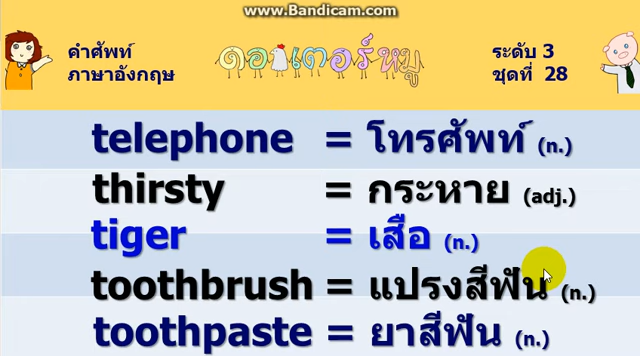 www.Bandicam.com
คำศัพท์
ภาษาอังกฤษ
ดอกเตอร์หมู
ระดับ 3
ชุดที่ 28
telephone = โทรศัพท์ (n.)
thirsty = กระหาย (adj.)
tiger = เสือ (n.)
toothbrush = แปรงสีฟัน (n.)
toothpaste = ยาสีฟัน (n.)